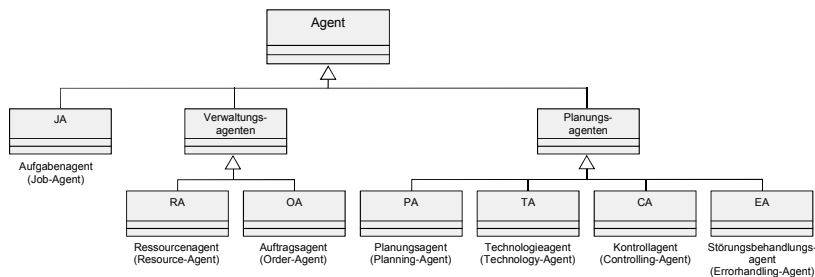 Agent
JA
Verwaltungs-
agenten
Planungs-
agenten
Aufgabenagent
(Job-Agent)
RA
OA
PA
TA
CA
EA
Ressourcenagent
(Resource-Agent)
Auftragsagent
(Order-Agent)
Planungsagent
(Planning-Agent)
Technologieagent
(Technology-Agent)
Kontrollagent
(Controlling-Agent)
Störungsbehandlungs-
agent
(Errorhandling-Agent)